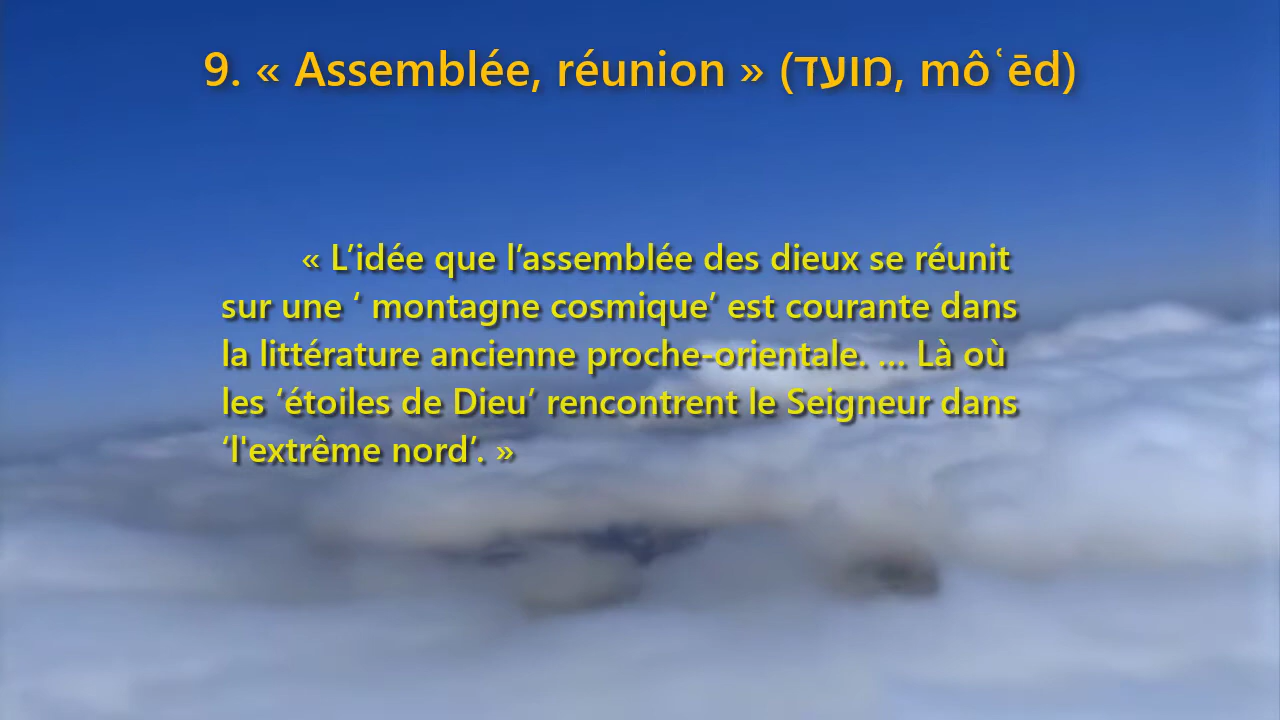 9. « Assemblée, réunion » (מועד, môʿēd)
« L’idée que l’assemblée des dieux se réunit
sur une ‘ montagne cosmique’ est courante dans
la littérature ancienne proche-orientale. … Là où
les ‘étoiles de Dieu’ rencontrent le Seigneur dans
‘l'extrême nord’. »